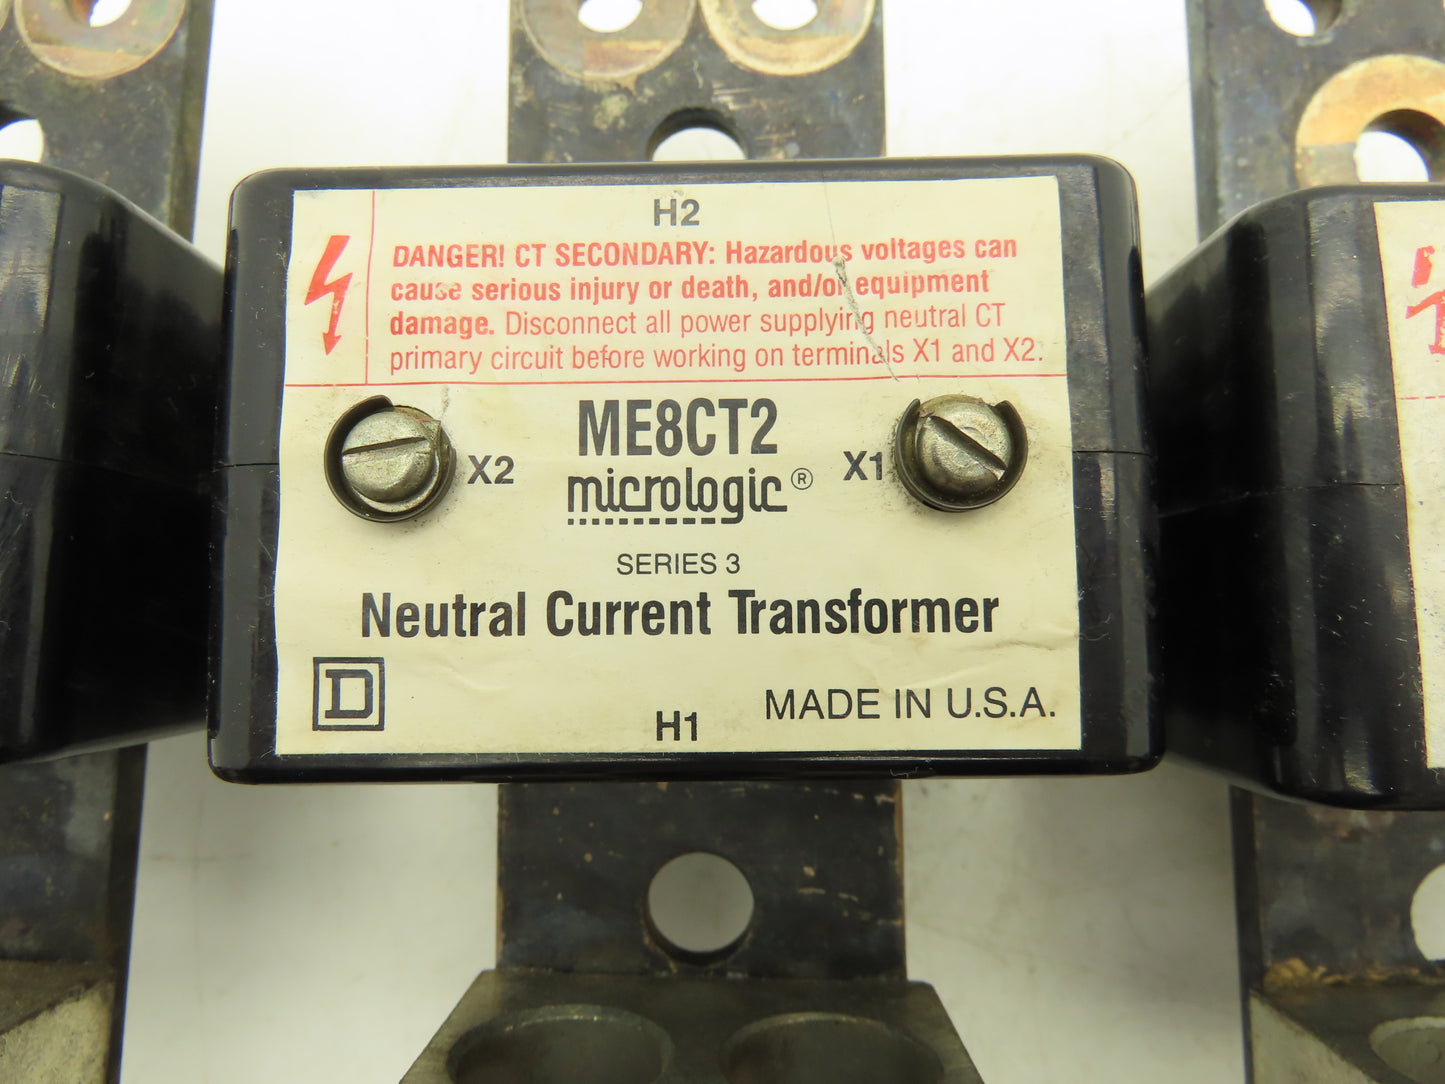 H2
DANGER! CT SECONDARY: Hazardous voltages can
cause serious injury or death, and/or equipment
damage. Disconnect all power supplying neutral CT
primary circuit before working on terminals X1 and X2.
ME8CT2
X2
X1
micrologic®
SERIES 3
Neutral Current Transformer
D
H1
MADE IN U.S.A.